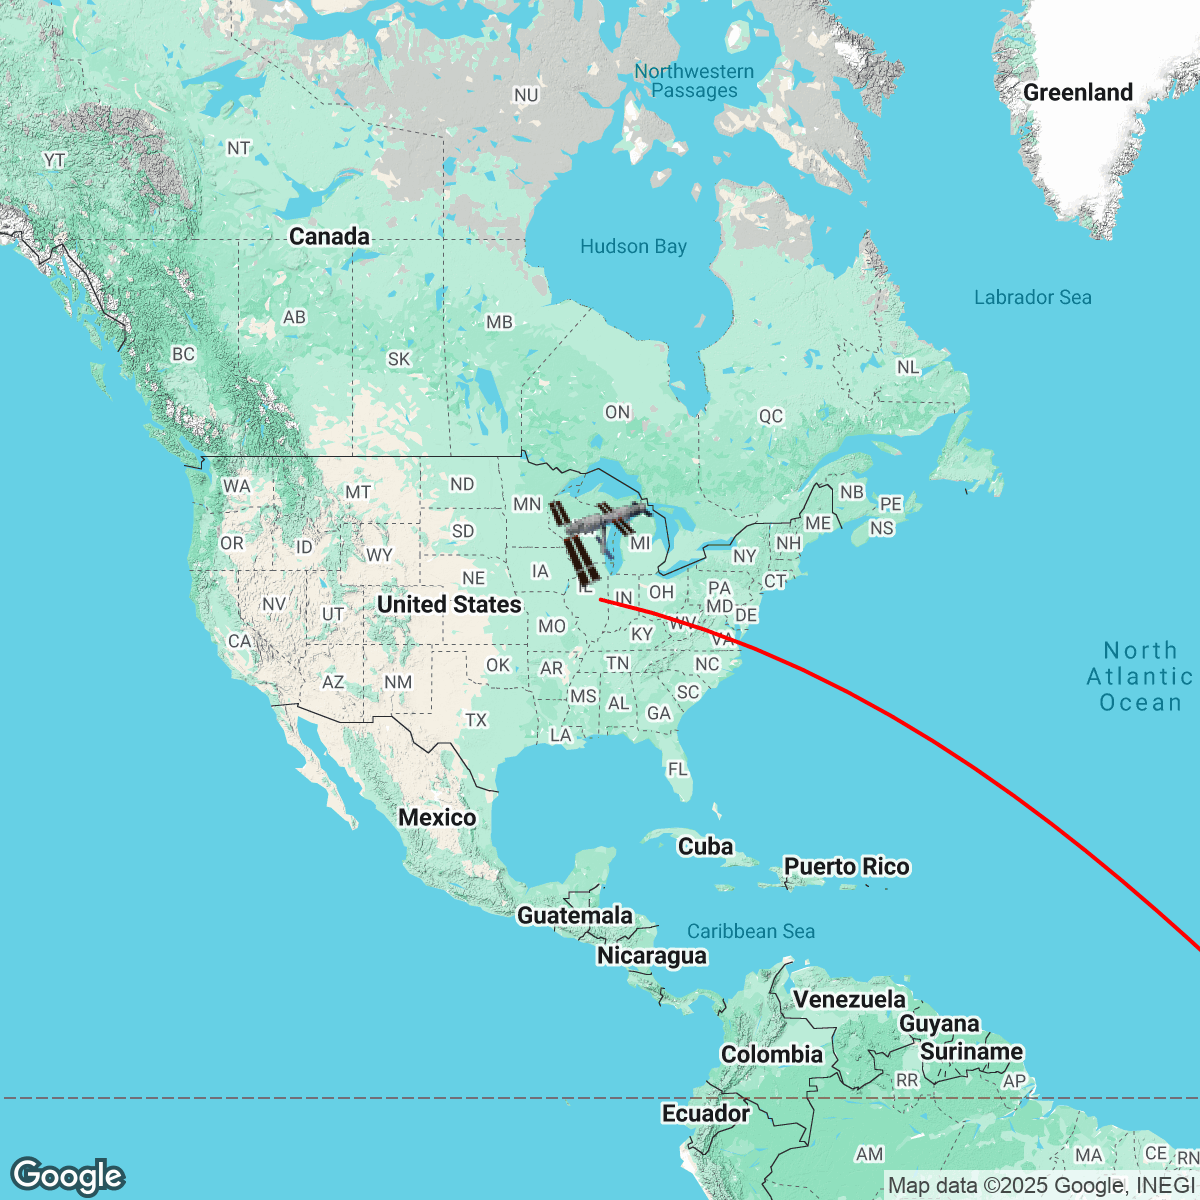 Northwestern
Passages
Greenland
NU
NT
YT
Canada
Hudson Bay
Labrador Sea
AB
MB
BC
SK
NL
ON
QC
WA
MT
ND
MN
NB
PE
ME
NS
OR
ID
SD
WY
MI
NY
NH
NE
IA
CT
NV
UT
United States
IL
IN
OH
PA
MD
DE
CA
MO
KY
WV
VA
North
Atlantic
Ocean
AZ
NM
OK
AR
TN
NC
MS
AL
SC
GA
TX
LA
FL
Mexico
Cuba
Puerto Rico
Guatemala
Caribbean Sea
Nicaragua
Venezuela
Guyana
Colombia
Suriname
RR
AP
Ecuador
AM
MA
CE
RN
Google
Map data ©2025 Google, INEGI